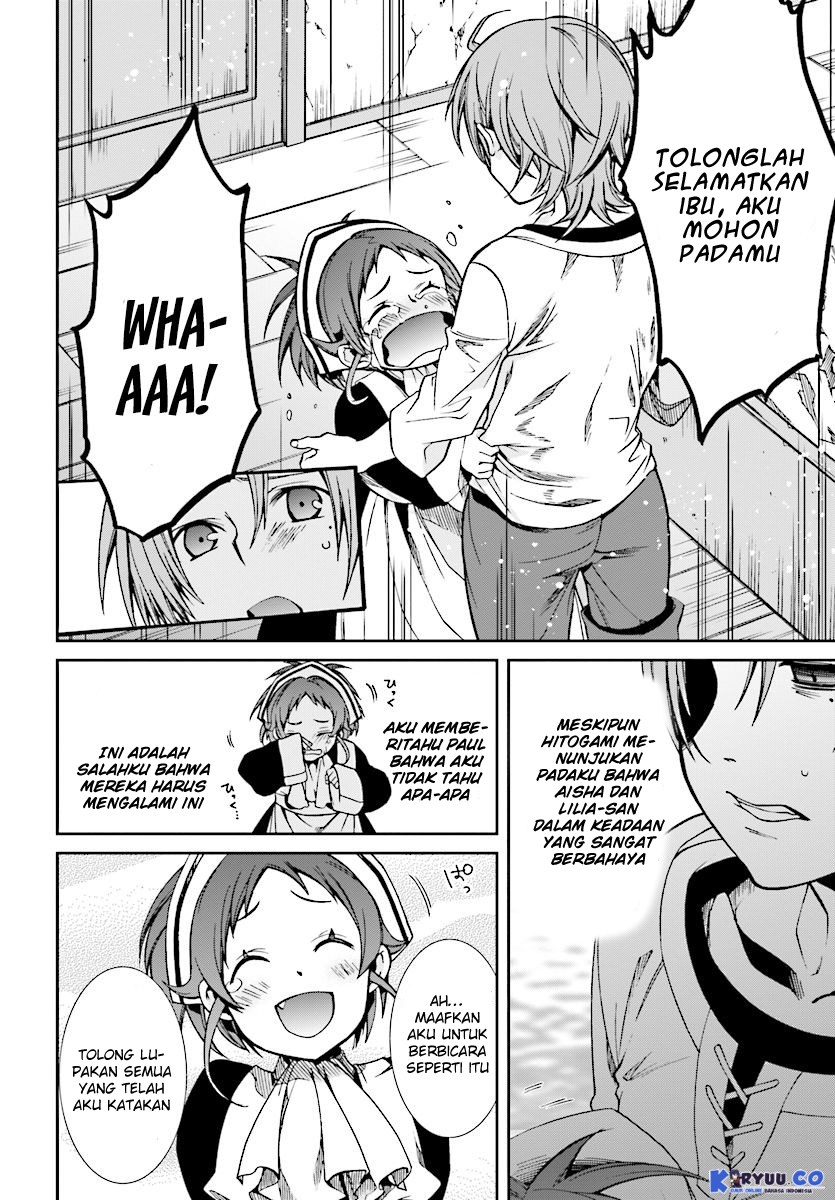 TOLONGLAH
SELAMATKAN
IBU, AKU
MOHON
PADAMU
WHA-
AAA!
MESKIPUN
HITOGAMI ME-
NUNJUKAN
PADAKU BAHWA
AISHA DAN
LILIA-SAN
DALAM KEADAAN
YANG SANGAT
BERBAHAYA
ひっく
AKU MEMBE-
RITAHU PAUL
BAHWA AKU
TIDAK TAHU
APA-APA
INI ADALAH
SALAHKU BAHWA
MEREKA HARUS
MENGALAMI INI
ひっく
ぱっ
AH...
MAAFKAN
AKU UNTUK
BERBICARA
SEPERTI ITU
TOLONG LU-
PAKAN SEMUA
YANG TELAH
AKU KATAKAN
KIRYUU.CO
BAHASA INDONESIA